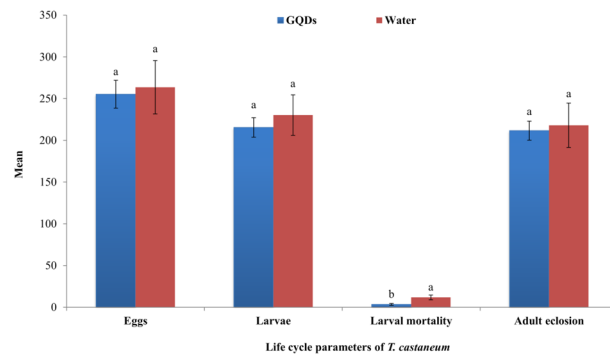 GQDs Water
350
300
250
200
150
100
50
0
Mean
a a a a b a a a
Eggs Larvae Larval mortality Adult eclosion
Life cycle parameters of T. castaneum